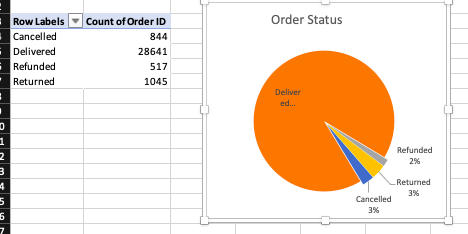 Row Labels Count of Order ID
Cancelled 844
Delivered 28641
Refunded 517
Returned 1045
Order Status
Deliver
ed...
Refunded
2%
Returned
3%
Cancelled
3%